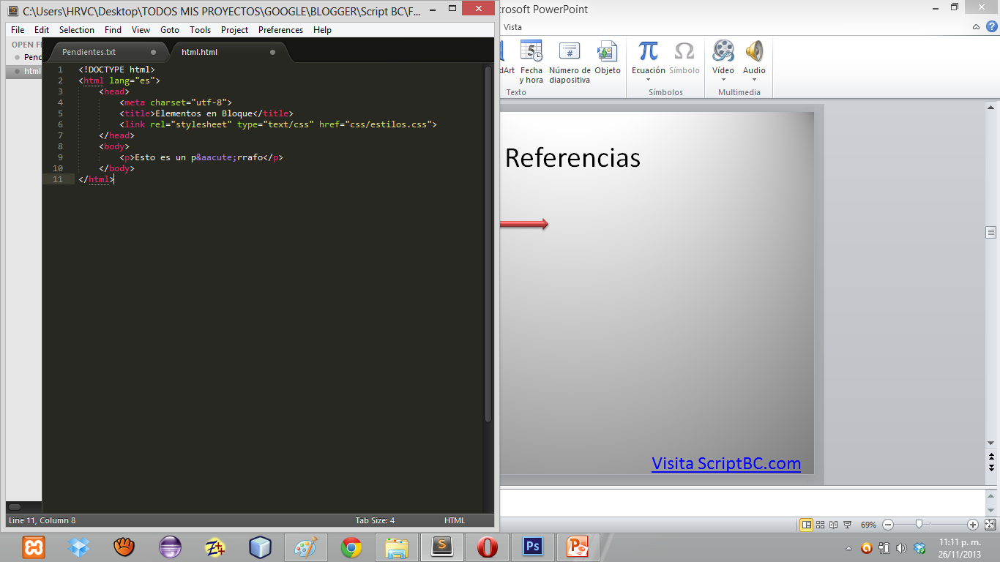 C:\Users\HRVC\Desktop\TODOS MIS PROYECTOS\GOOGLE\BLOGGER\Script BC\F...
File Edit Selection Find View Goto Tools Project Preferences Help
Pendientes.txt html.html
1 <!DOCTYPE html>
2 <html lang="es">
3 <head>
4 <meta charset="utf-8">
5 <title>Elementos en Bloque</title>
6 <link rel="stylesheet" type="text/css" href="css/estilos.css">
7 </head>
8 <body>
9 <p>Esto es un p&aacute;rrafo</p>
10 </body>
11 </html>
Line 11, Column 8 Tab Size: 4 HTML
crosoft PowerPoint
Vista
dArt Fecha y hora Número de diapositiva Objeto Ecuación Símbolo Vídeo Audio
Texto Símbolos Multimedia
Referencias
Visita ScriptBC.com
69%
Ps
11:11 p. m.
26/11/2013